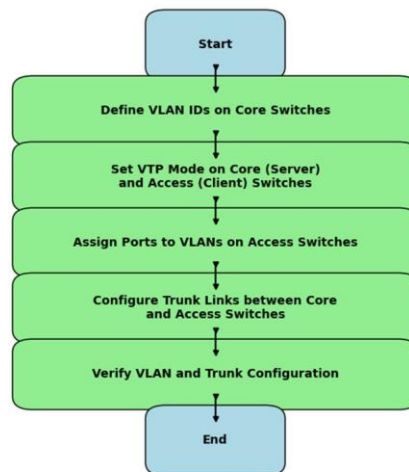 Start
Define VLAN IDs on Core Switches
Set VTP Mode on Core (Server)
and Access (Client) Switches
Assign Ports to VLANs on Access Switches
Configure Trunk Links between Core
and Access Switches
Verify VLAN and Trunk Configuration
End